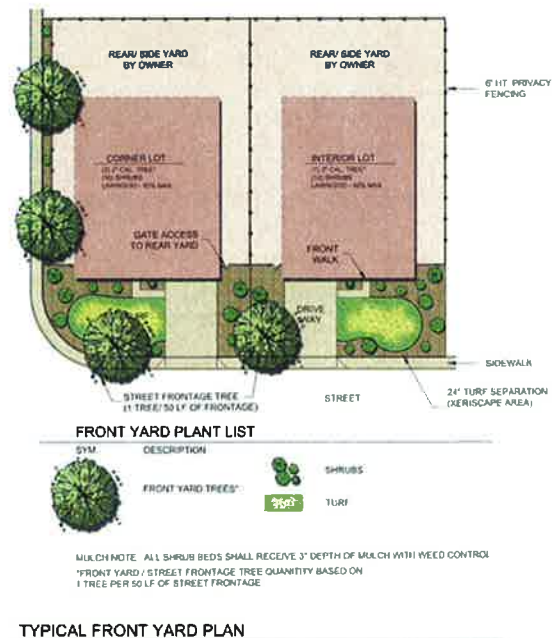 REAR/ SIDE YARD
BY OWNER
REAR/ SIDE YARD
BY OWNER
6' HT PRIVACY
FENCING
CORNER LOT
(10) SHRUBS
INTERIOR LOT
(10) SHRUBS
GATE ACCESS
TO REAR YARD
FRONT
WALK
DRIVE
WAY
SIDEWALK
STREET FRONTAGE TREE
(1 TREE/ 50 LF OF FRONTAGE)
STREET
24" TURF SEPARATION
(XERISCAPE AREA)
FRONT YARD PLANT LIST
SYM.
DESCRIPTION
FRONT YARD TREES*
SHRUBS
TURF
MULCH NOTE ALL SHRUB BEDS SHALL RECEIVE 3" DEPTH OF MULCH WITH WEED CONTROL
*FRONT YARD / STREET FRONTAGE TREE QUANTITY BASED ON
1 TREE PER 50 LF OF STREET FRONTAGE
TYPICAL FRONT YARD PLAN